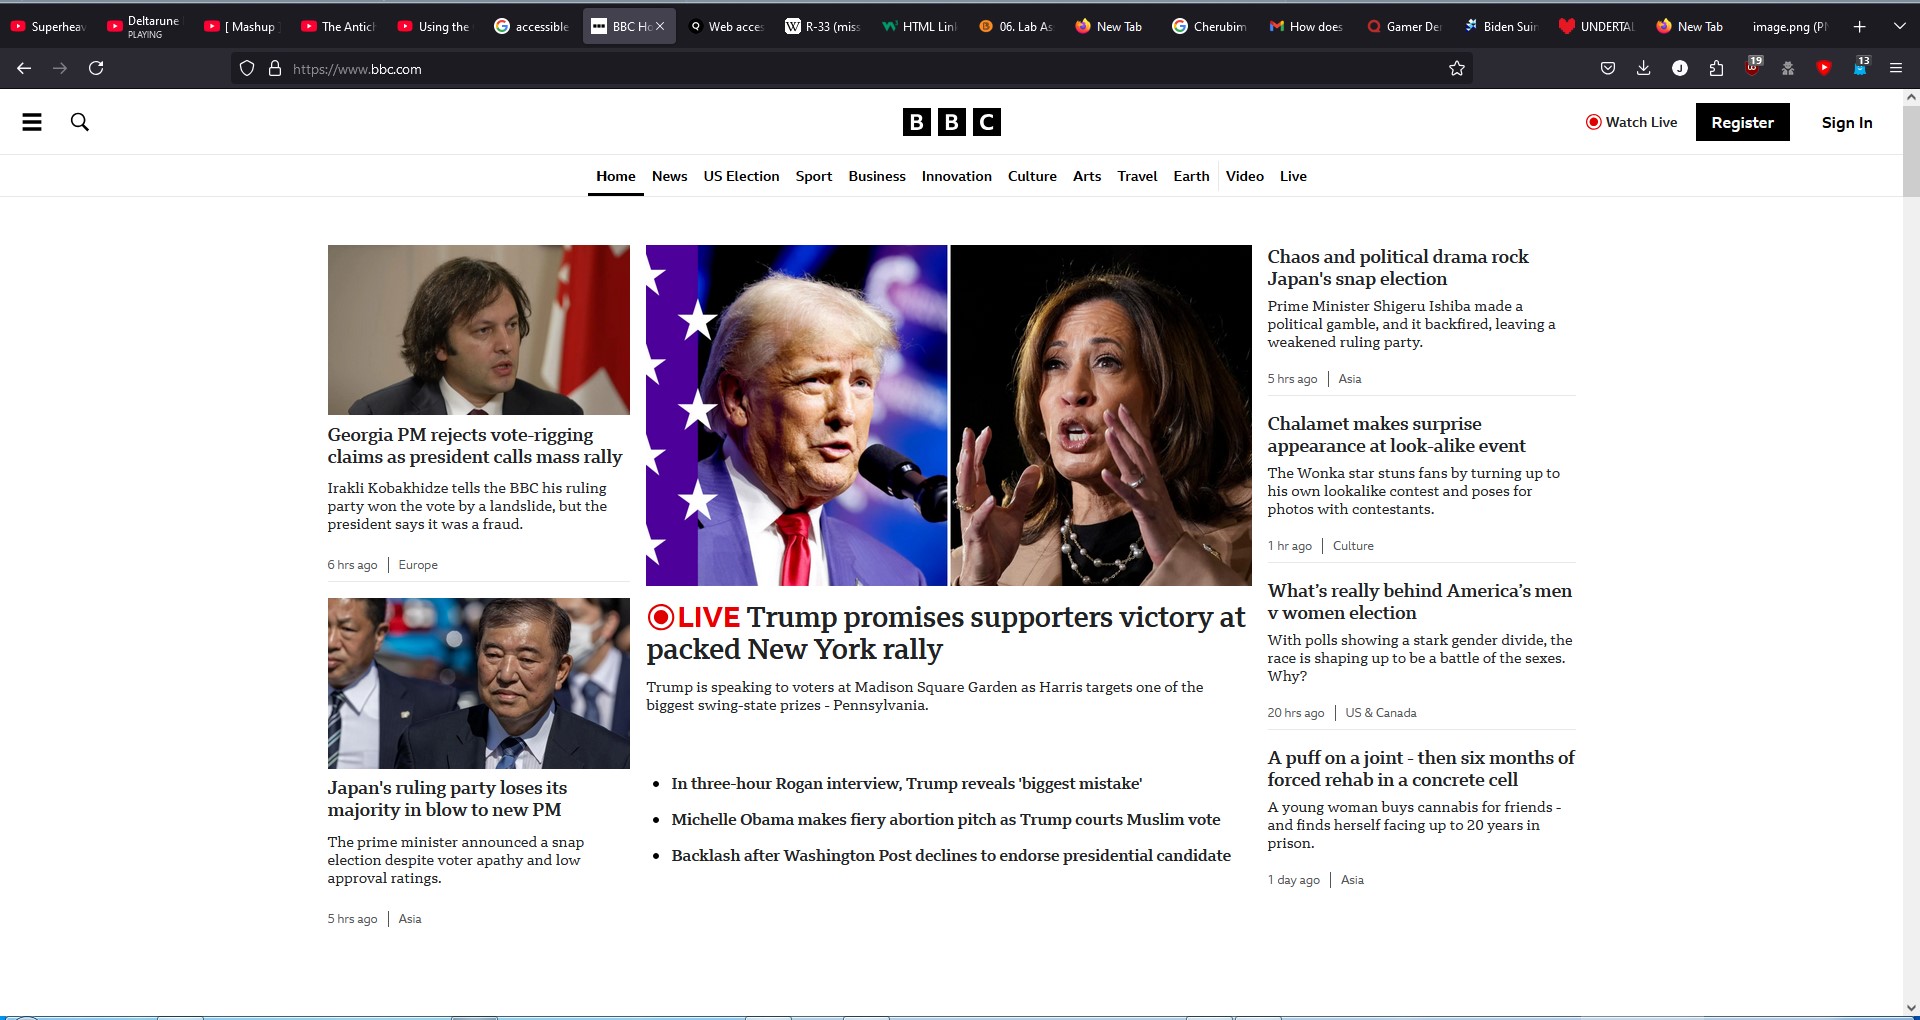 Superheav
Deltarune
PLAYING
[ Mashup
The Antich
Using the
accessible
BBC Ho
Web acces
R-33 (miss
HTML Link
06. Lab As
New Tab
Cherubim
How does
Gamer De
Biden Suin
UNDERTAL
New Tab
image.png (PN
https://www.bbc.com
19
13
BBC
Watch Live
Register
Sign In
Home News US Election Sport Business Innovation Culture Arts Travel Earth Video Live
Georgia PM rejects vote-rigging
claims as president calls mass rally
Irakli Kobakhidze tells the BBC his ruling
party won the vote by a landslide, but the
president says it was a fraud.
6 hrs ago | Europe
Japan's ruling party loses its
majority in blow to new PM
The prime minister announced a snap
election despite voter apathy and low
approval ratings.
5 hrs ago | Asia
LIVE Trump promises supporters victory at
packed New York rally
Trump is speaking to voters at Madison Square Garden as Harris targets one of the
biggest swing-state prizes - Pennsylvania.
• In three-hour Rogan interview, Trump reveals 'biggest mistake'
• Michelle Obama makes fiery abortion pitch as Trump courts Muslim vote
• Backlash after Washington Post declines to endorse presidential candidate
Chaos and political drama rock
Japan's snap election
Prime Minister Shigeru Ishiba made a
political gamble, and it backfired, leaving a
weakened ruling party.
5 hrs ago | Asia
Chalamet makes surprise
appearance at look-alike event
The Wonka star stuns fans by turning up to
his own lookalike contest and poses for
photos with contestants.
1 hr ago | Culture
What’s really behind America’s men
v women election
With polls showing a stark gender divide, the
race is shaping up to be a battle of the sexes.
Why?
20 hrs ago | US & Canada
A puff on a joint - then six months of
forced rehab in a concrete cell
A young woman buys cannabis for friends -
and finds herself facing up to 20 years in
prison.
1 day ago | Asia